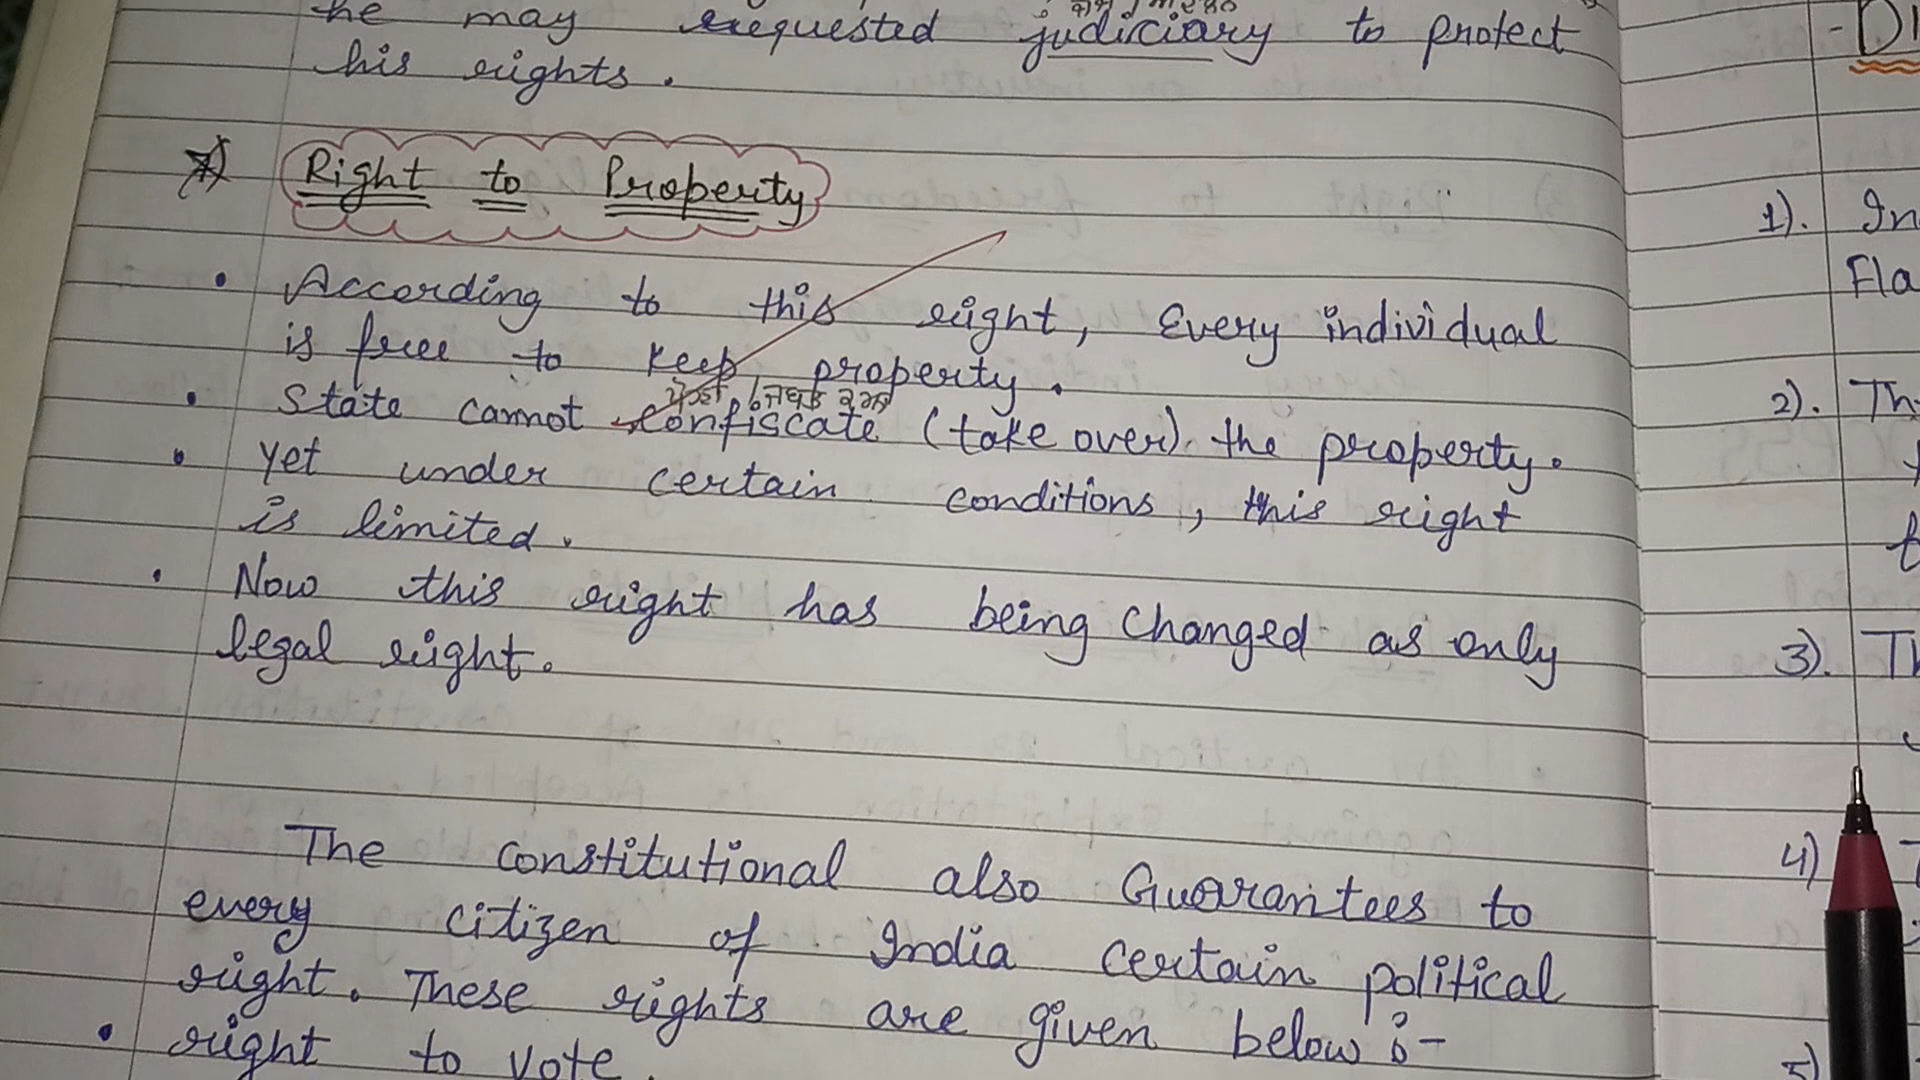 he may requested judiciary to protect
his rights.
Right to Property
• According to this right, Every individual
is free to keep property.
• State cannot confiscate (take over) the property.
• Yet under certain conditions, this right
is limited.
• Now this right has being changed as only
legal right.
The constitutional also Guarantees to
every citizen of India certain political
right. These rights are given below :-
• right to vote.
1). In
Fla
2). Th
3). Th
4)
5)